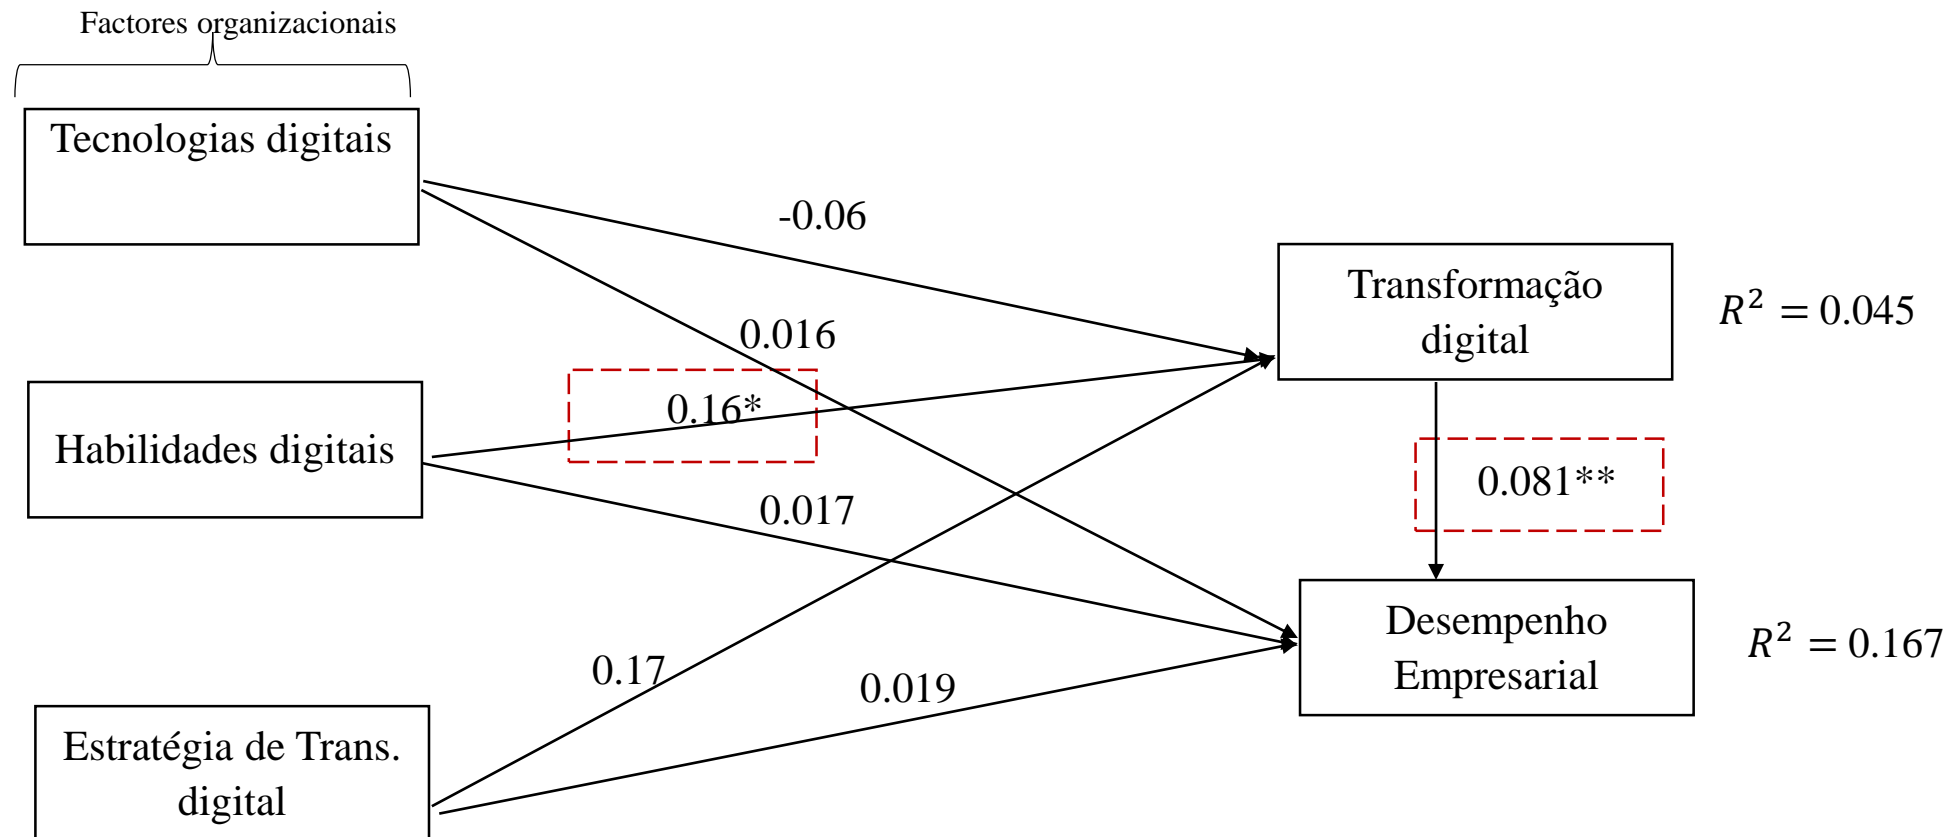 Factores organizacionais
Tecnologias digitais
-0.06
Transformação
digital
R² = 0.045
0.016
0.16*
Habilidades digitais
0.081**
0.017
Desempenho
Empresarial
R² = 0.167
0.17
0.019
Estratégia de Trans.
digital